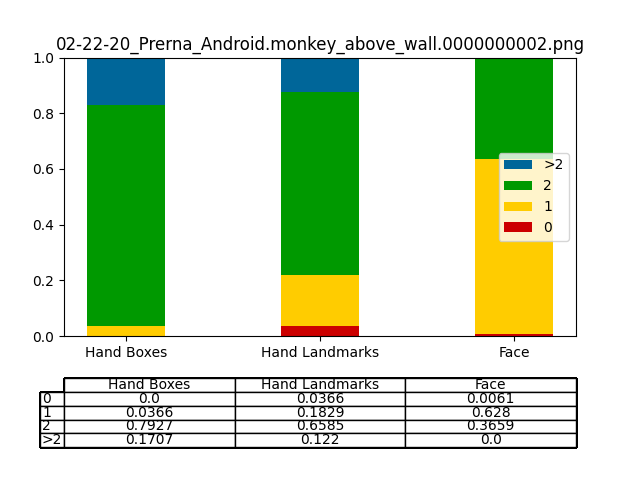 02-22-20_Prerna_Android.monkey_above_wall.0000000002.png
1.0
0.8
0.6
0.4
0.2
0.0
>2
2
1
0
Hand Boxes Hand Landmarks Face
Hand Boxes Hand Landmarks Face
0 0.0 0.0366 0.0061
1 0.0366 0.1829 0.628
2 0.7927 0.6585 0.3659
>2 0.1707 0.122 0.0